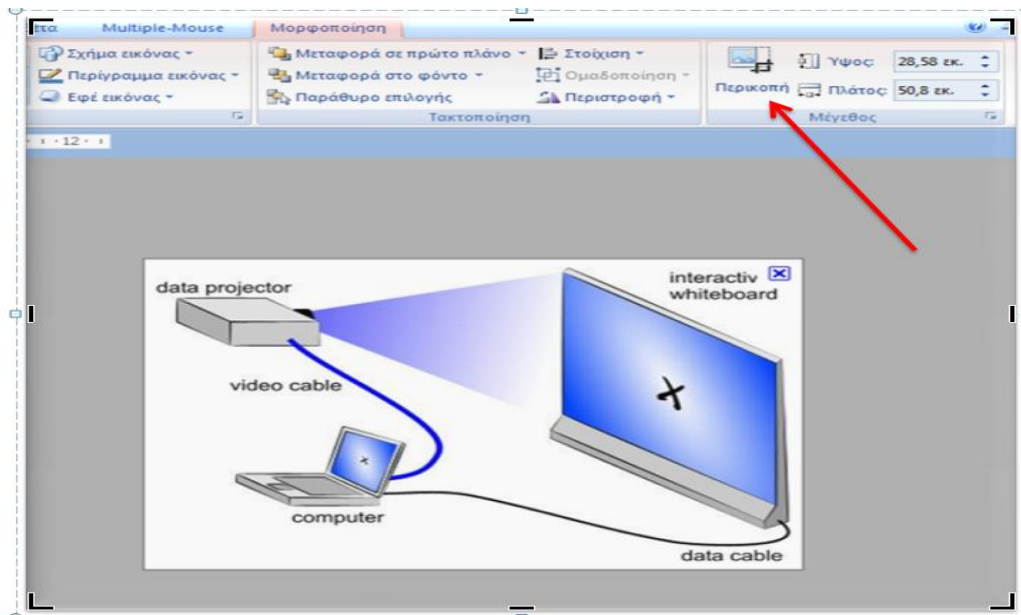 Multiple-Mouse Μορφοποίηση
Σχήμα εικόνας Μεταφορά σε πρώτο πλάνο Στοίχιση Ύψος: 28,58 εκ.
Περίγραμμα εικόνας Μεταφορά στο φόντο Ομαδοποίηση Περικοπή Πλάτος: 50,8 εκ.
Εφέ εικόνας Παράθυρο επιλογής Περιστροφή
Τακτοποίηση Μέγεθος
12
data projector
interactiv
whiteboard
video cable
computer
data cable